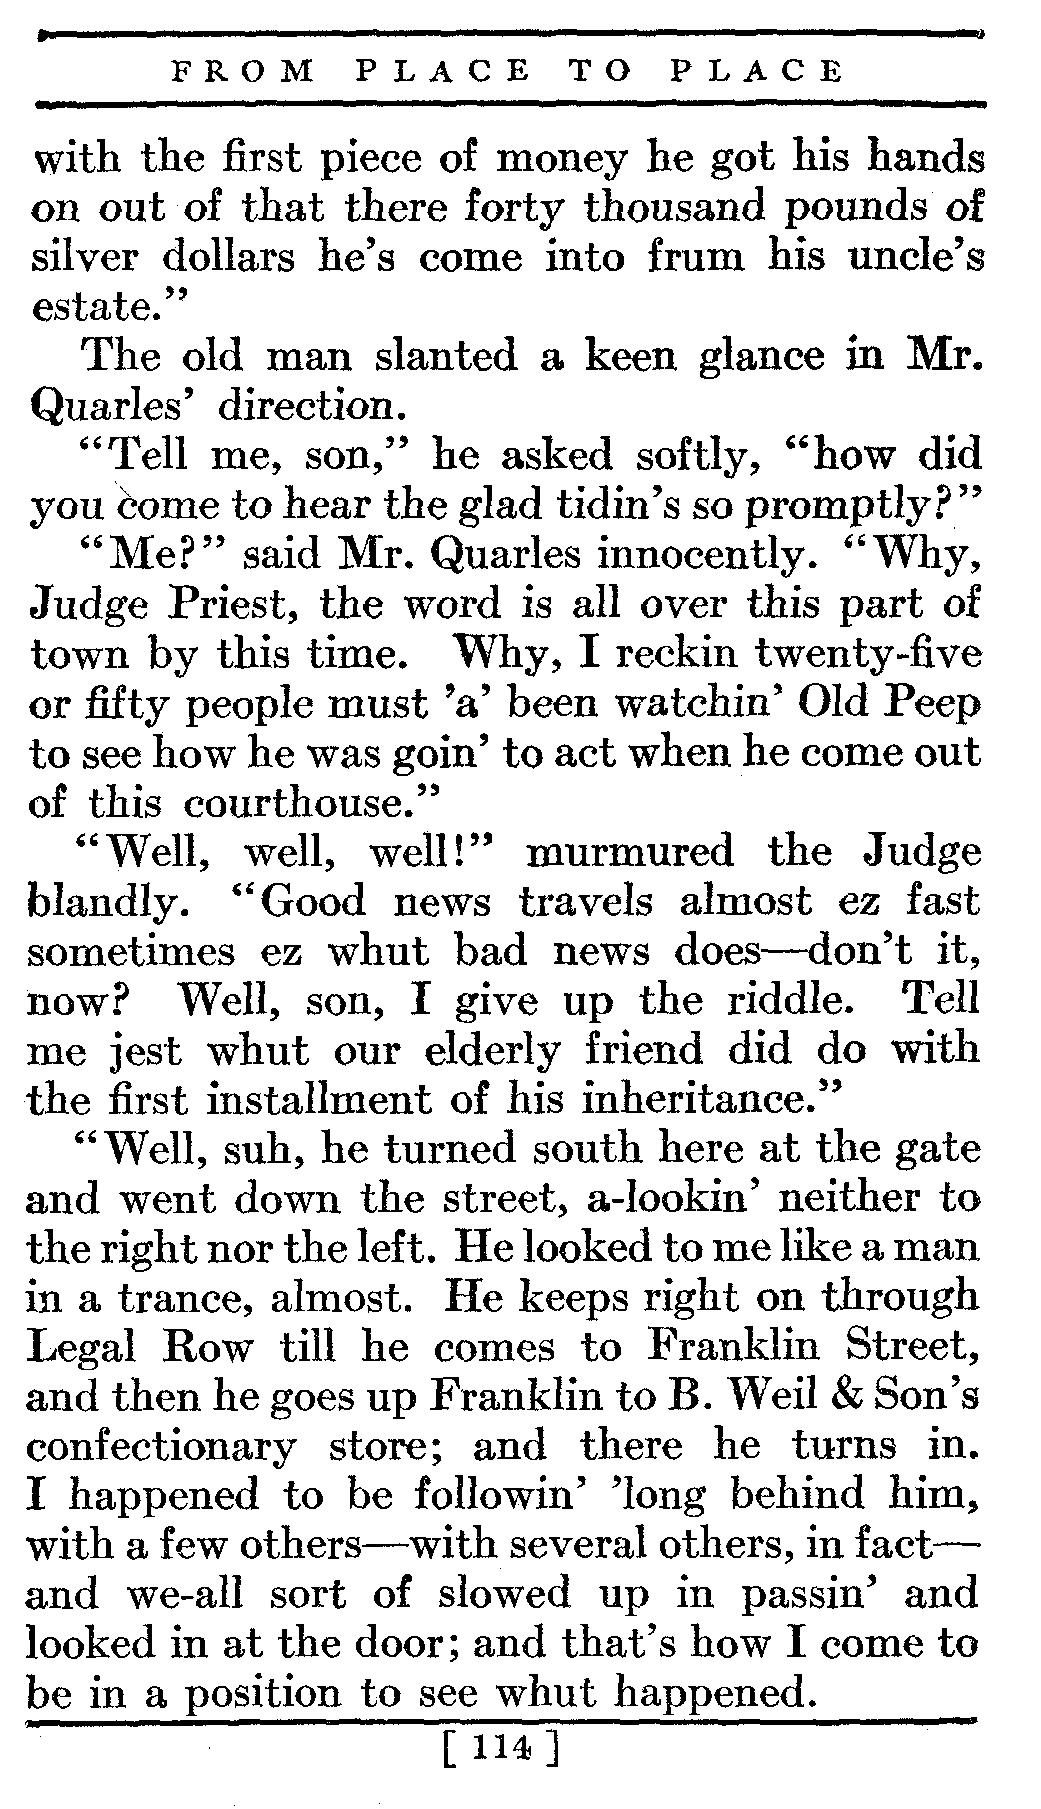 FROM PLACE TO PLACE
with the first piece of money he got his hands
on out of that there forty thousand pounds of
silver dollars he's come into frum his uncle's
estate."
The old man slanted a keen glance in Mr.
Quarles' direction.
"Tell me, son," he asked softly, "how did
you come to hear the glad tidin's so promptly?"
"Me?" said Mr. Quarles innocently. "Why,
Judge Priest, the word is all over this part of
town by this time. Why, I reckin twenty-five
or fifty people must 'a' been watchin' Old Peep
to see how he was goin' to act when he come out
of this courthouse."
"Well, well, well!" murmured the Judge
blandly. "Good news travels almost ez fast
sometimes ez whut bad news does—don't it,
now? Well, son, I give up the riddle. Tell
me jest whut our elderly friend did do with
the first installment of his inheritance."
"Well, suh, he turned south here at the gate
and went down the street, a-lookin' neither to
the right nor the left. He looked to me like a man
in a trance, almost. He keeps right on through
Legal Row till he comes to Franklin Street,
and then he goes up Franklin to B. Weil & Son's
confectionary store; and there he turns in.
I happened to be followin' 'long behind him,
with a few others—with several others, in fact—
and we-all sort of slowed up in passin' and
looked in at the door; and that's how I come to
be in a position to see whut happened.
[ 114 ]